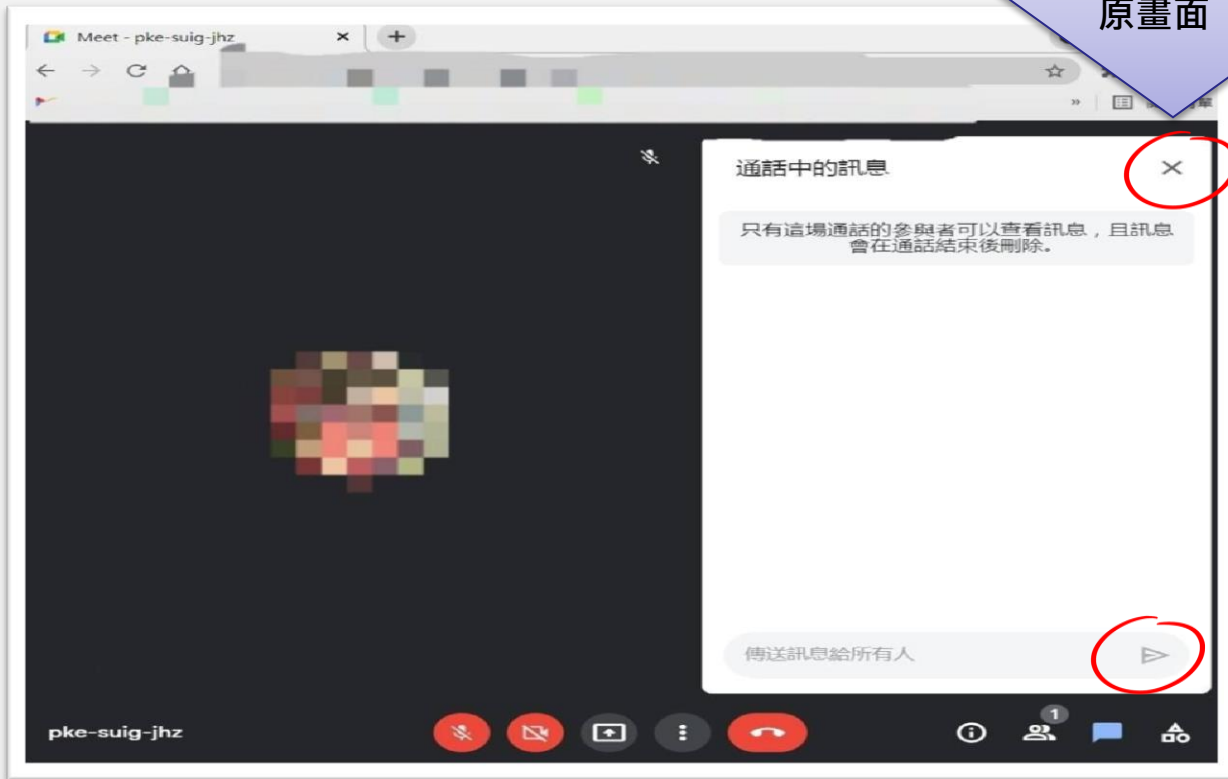 原畫面
Meet - pke-suig-jhz
通話中的訊息
只有這場通話的參與者可以查看訊息，且訊息
會在通話結束後刪除。
傳送訊息給所有人
pke-suig-jhz
1